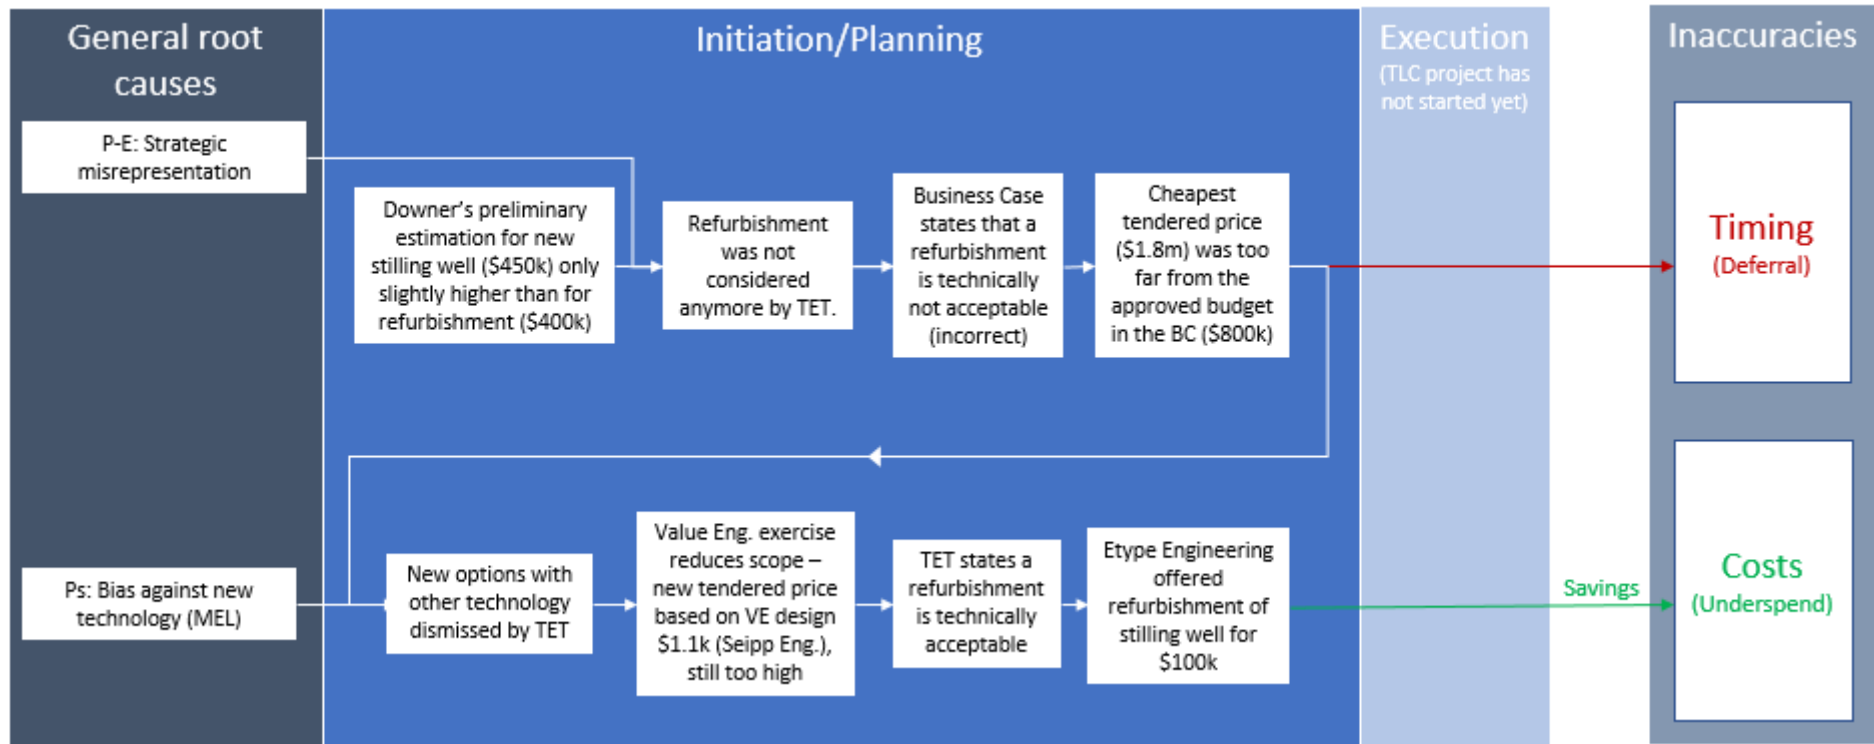 General root
causes
Initiation/Planning
Execution
(TLC project has
not started yet)
Inaccuracies
P-E: Strategic
misrepresentation
Downer's preliminary
estimation for new
stilling well ($450k) only
slightly higher than for
refurbishment ($400k)
Refurbishment
was not
considered
anymore by TET.
Business Case
states that a
refurbishment
is technically
not acceptable
(incorrect)
Cheapest
tendered price
($1.8m) was too
far from the
approved budget
in the BC ($800k)
Timing
(Deferral)
Ps: Bias against new
technology (MEL)
New options with
other technology
dismissed by TET
Value Eng. exercise
reduces scope –
new tendered price
based on VE design
$1.1k (Seipp Eng.),
still too high
TET states a
refurbishment
is technically
acceptable
Etype Engineering
offered
refurbishment of
stilling well for
$100k
Savings
Costs
(Underspend)